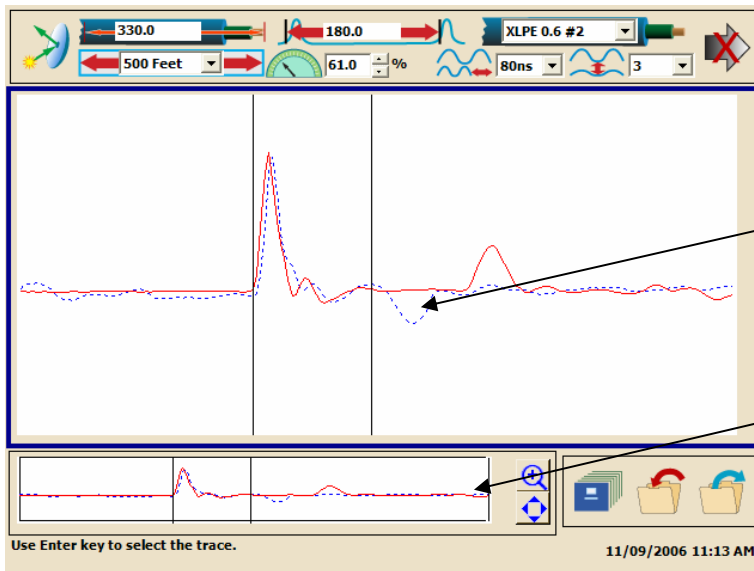 330.0
180.0
XLPE 0.6 #2
500 Feet
61.0
%
80ns
3
Use Enter key to select the trace.
11/09/2006 11:13 AM